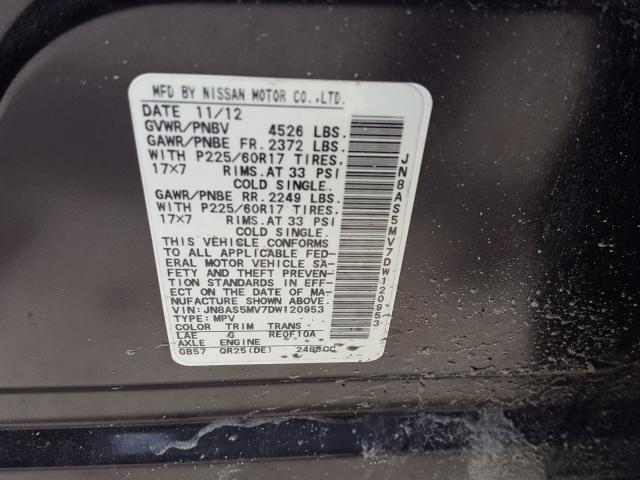 MFD BY NISSAN MOTOR CO.,LTD.
DATE 11/12
GVWR/PNBV 4526 LBS.
GAWR/PNBE FR. 2372 LBS.
WITH P225/60R17 TIRES.
17×7 RIMS.AT 33 PSI
COLD SINGLE.
GAWR/PNBE RR. 2249 LBS.
WITH P225/60R17 TIRES.
17×7 RIMS.AT 33 PSI
COLD SINGLE.
THIS VEHICLE CONFORMS
TO ALL APPLICABLE FED-
ERAL MOTOR VEHICLE SA-
FETY AND THEFT PREVEN-
TION STANDARDS IN EFF-
ECT ON THE DATE OF MA-
NUFACTURE SHOWN ABOVE.
VIN: JN8AS5MV7DW120953
TYPE: MPV
COLOR TRIM TRANS
LAE G RE0F10A
AXLE ENGINE
GB57 QR25(DE) 2488CC
JN8AS5MV7DW120953